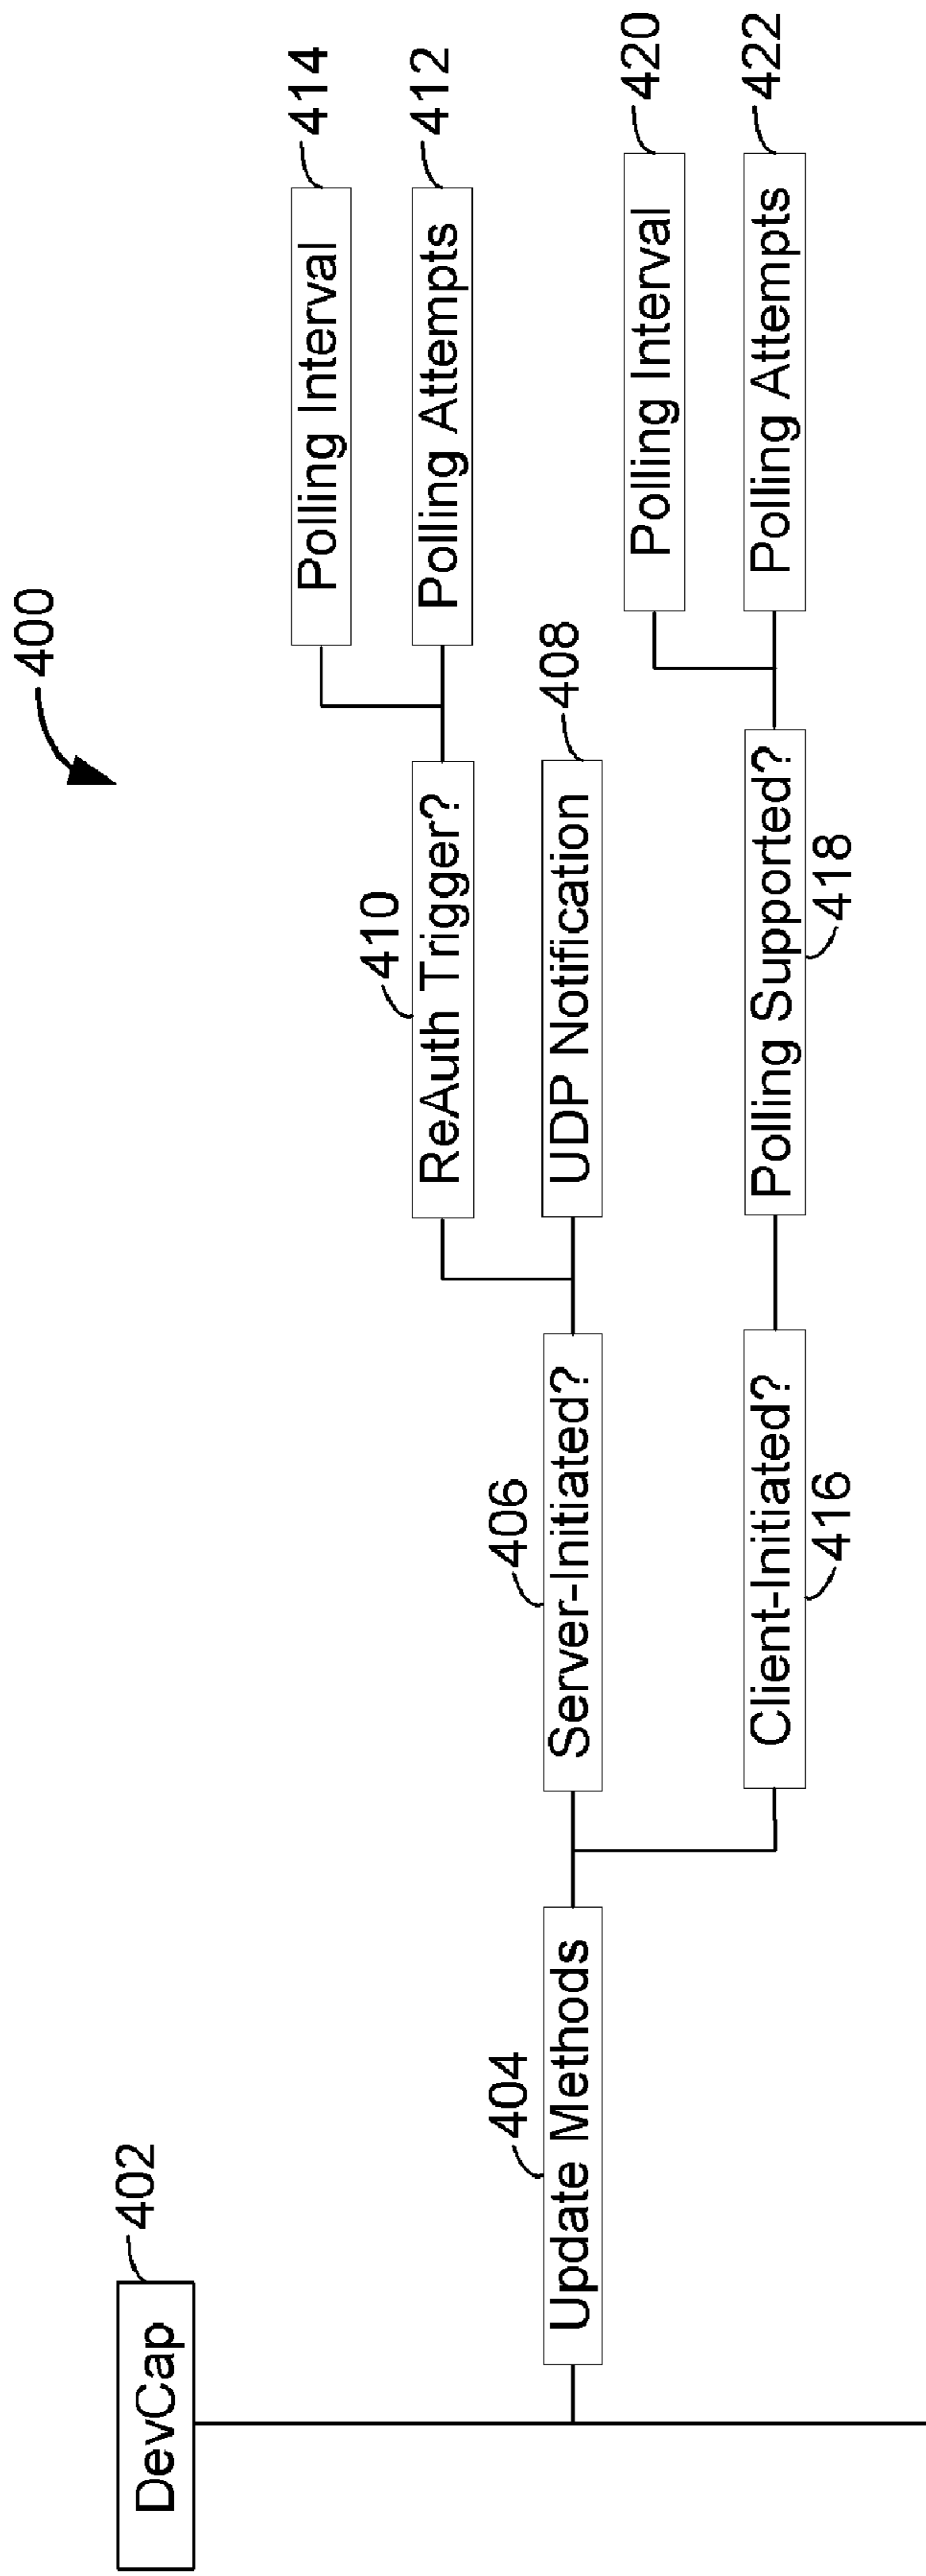 400
DevCap
402
Update Methods
404
Server-Initiated?
406
ReAuth Trigger?
410
Polling Interval
414
Polling Attempts
412
UDP Notification
408
Client-Initiated?
416
Polling Supported?
418
Polling Interval
420
Polling Attempts
422